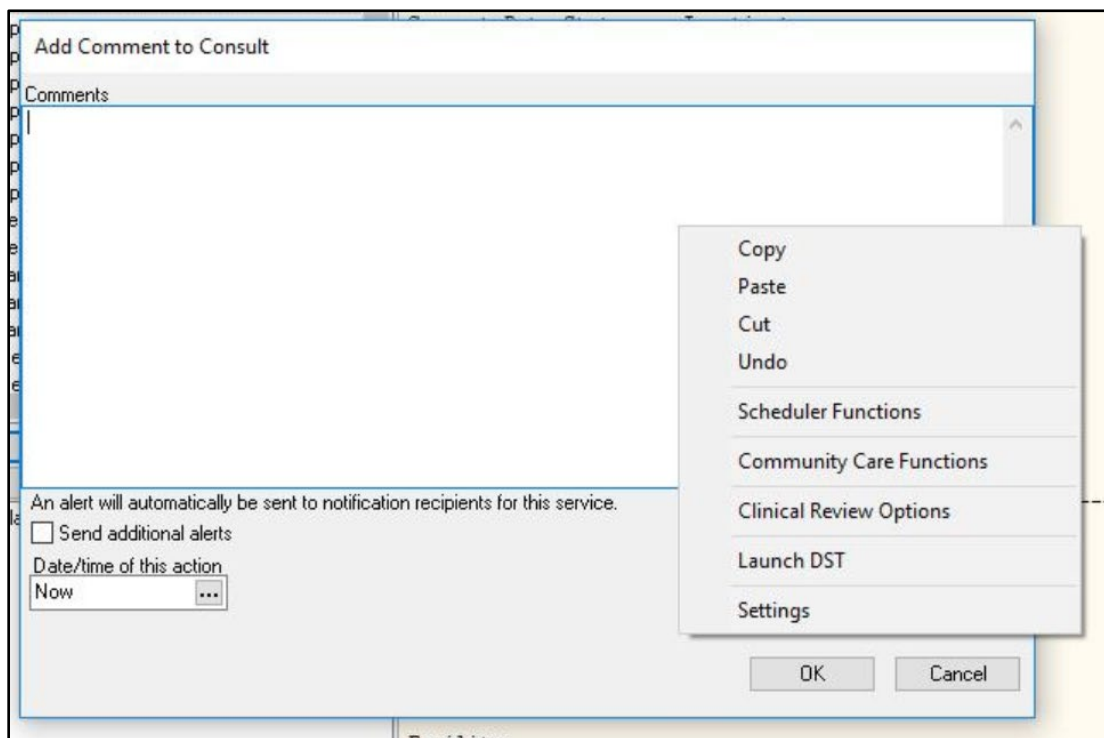 Add Comment to Consult
Comments
Copy
Paste
Cut
Undo
Scheduler Functions
Community Care Functions
Clinical Review Options
Launch DST
Settings
An alert will automatically be sent to notification recipients for this service.
Send additional alerts
Date/time of this action
Now
...
OK
Cancel